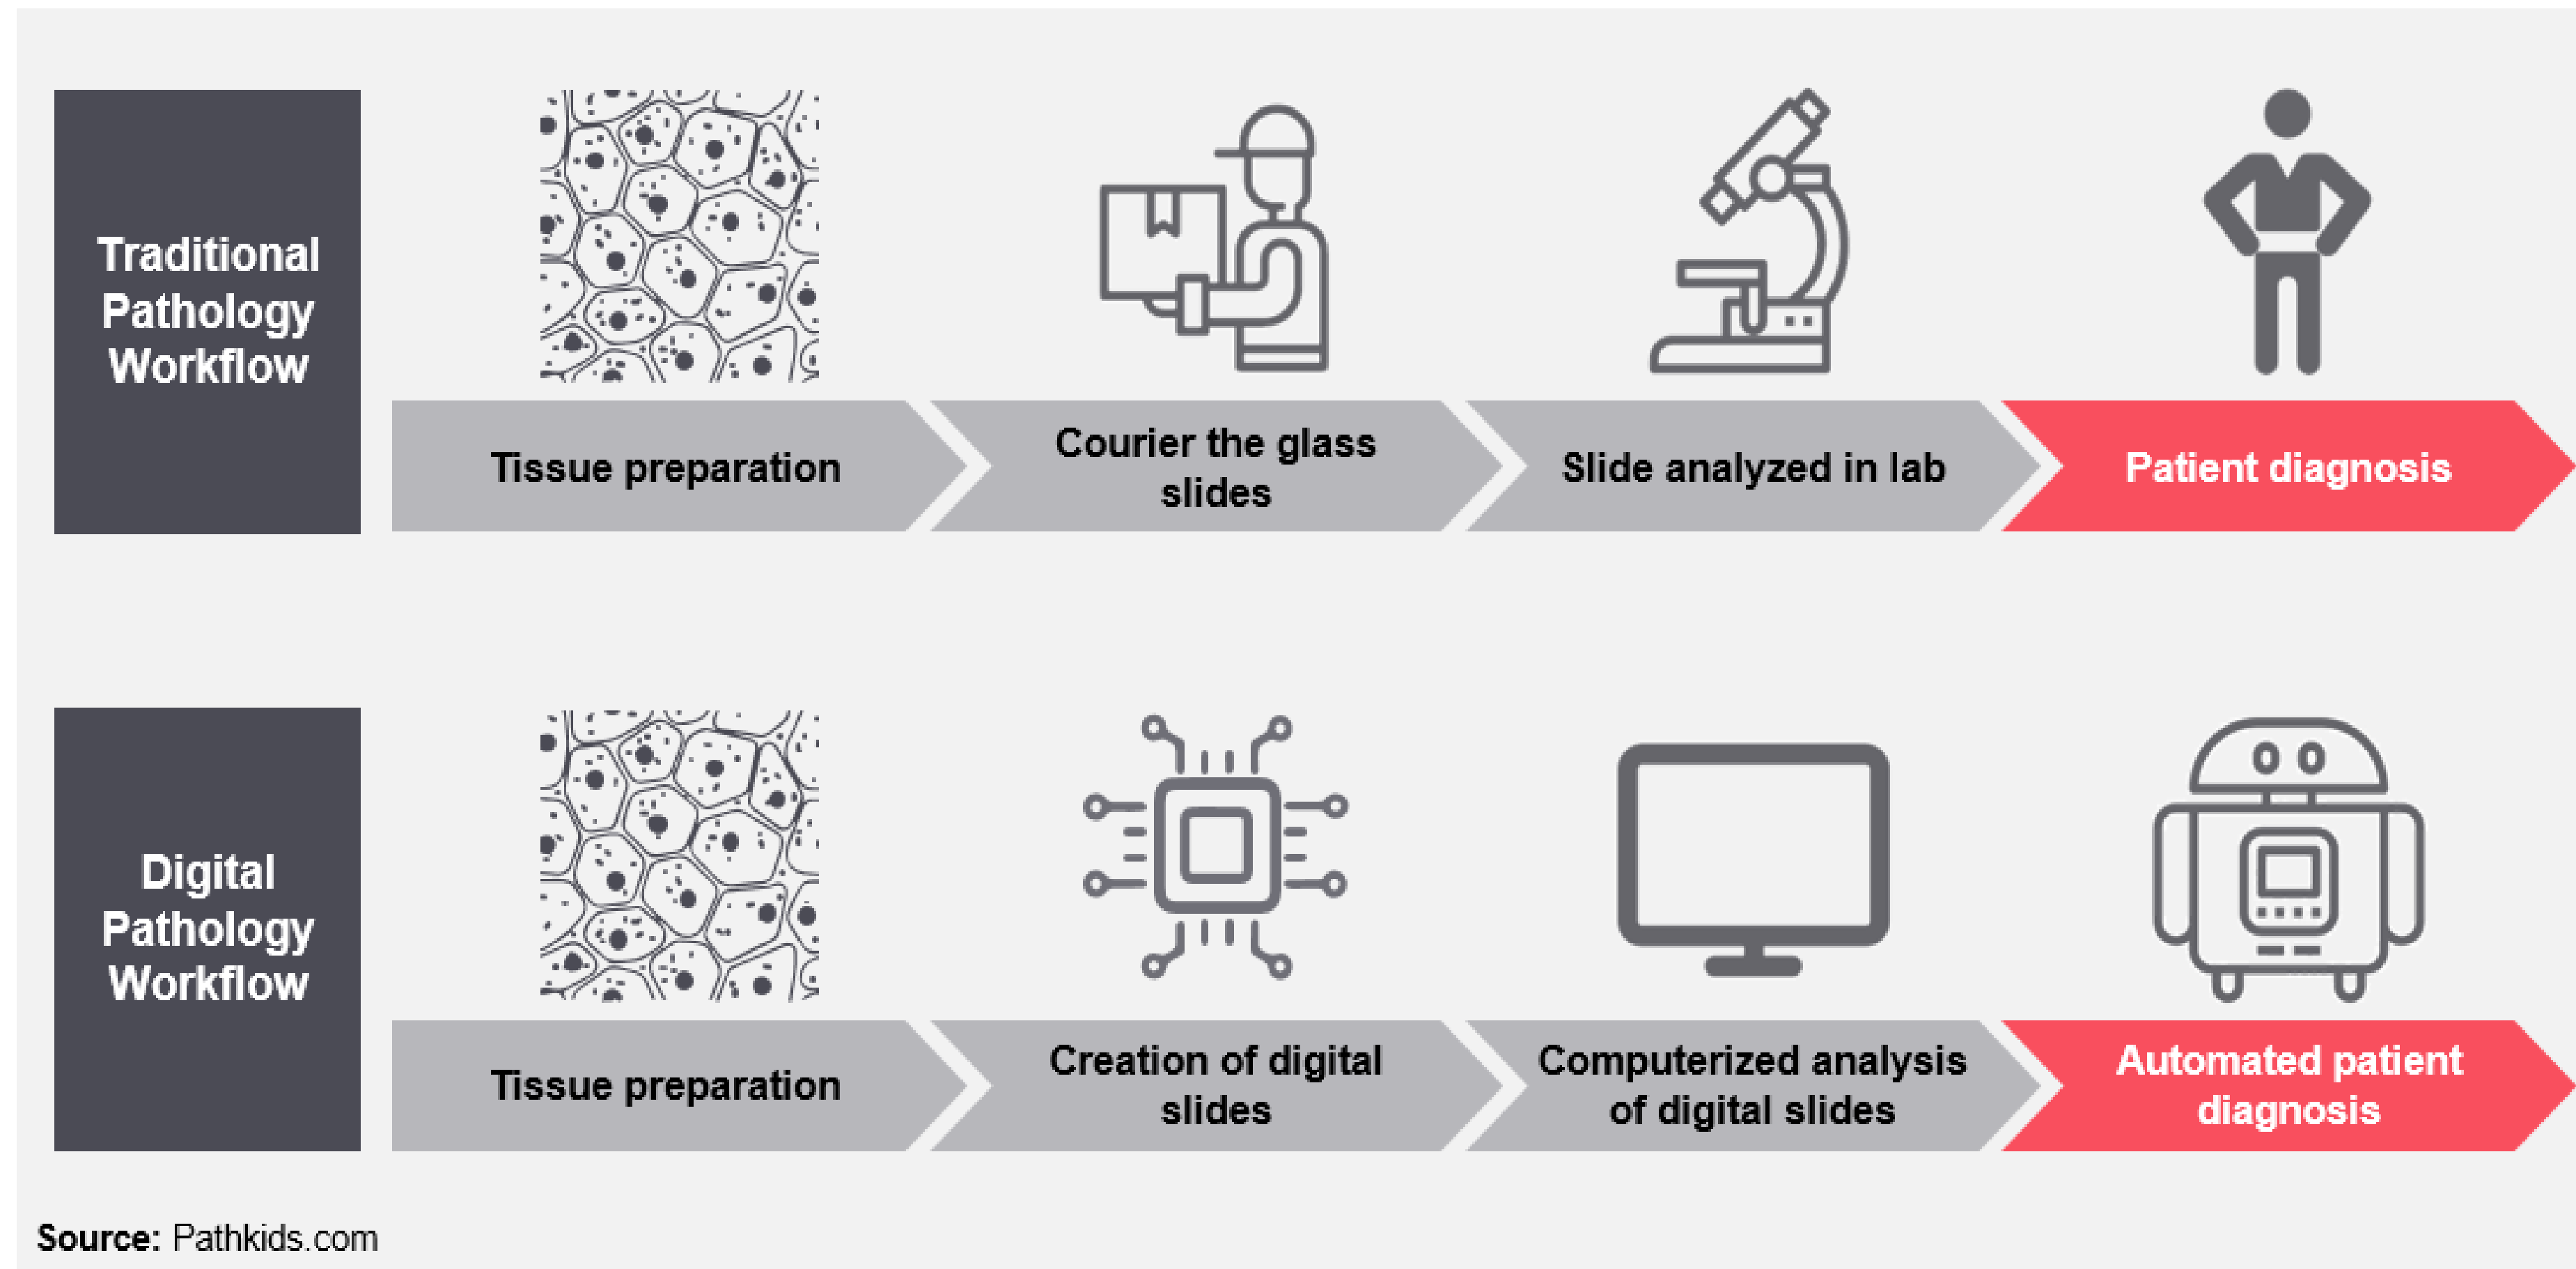 Traditional
Pathology
Workflow
Tissue preparation
Courier the glass
slides
Slide analyzed in lab
Patient diagnosis
Digital
Pathology
Workflow
Tissue preparation
Creation of digital
slides
Computerized analysis
of digital slides
Automated patient
diagnosis
Source: Pathkids.com